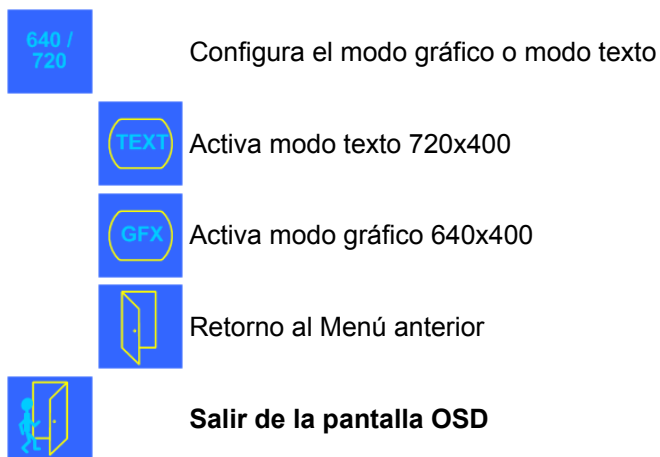 640 /
720
Configura el modo gráfico o modo texto
TEXT
Activa modo texto 720x400
GFX
Activa modo gráfico 640x400
Retorno al Menú anterior
Salir de la pantalla OSD